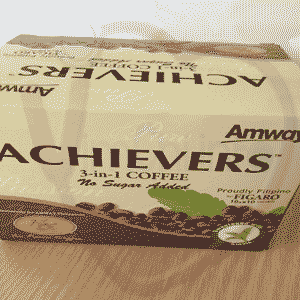 No Sugar Added
3-in-1 COFFEE
ACHIEVERS™
Amway
Amway
ACHIEVERS™
3-in-1 COFFEE
No Sugar Added
Proudly Filipino
FIGARO